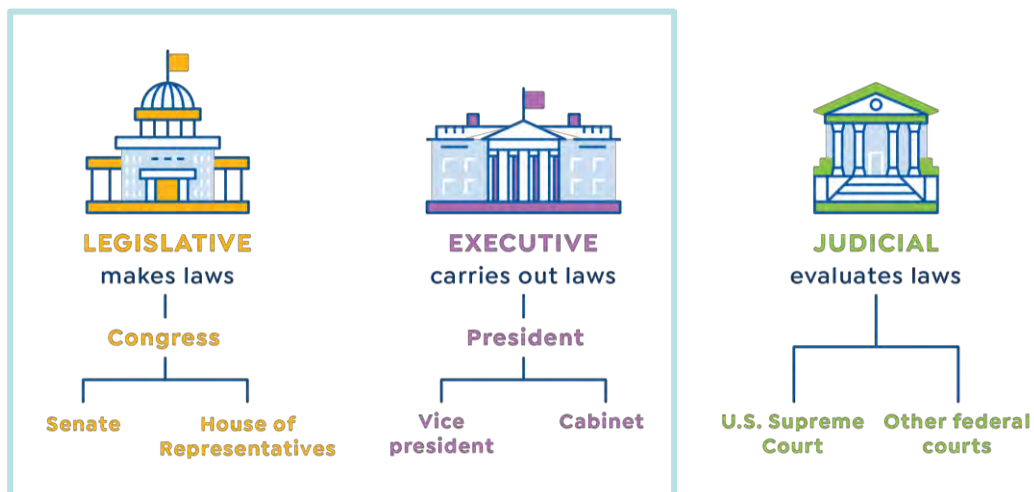 LEGISLATIVE
makes laws
Congress
Senate
House of
Representatives
EXECUTIVE
carries out laws
President
Vice
president
Cabinet
JUDICIAL
evaluates laws
U.S. Supreme
Court
Other federal
courts